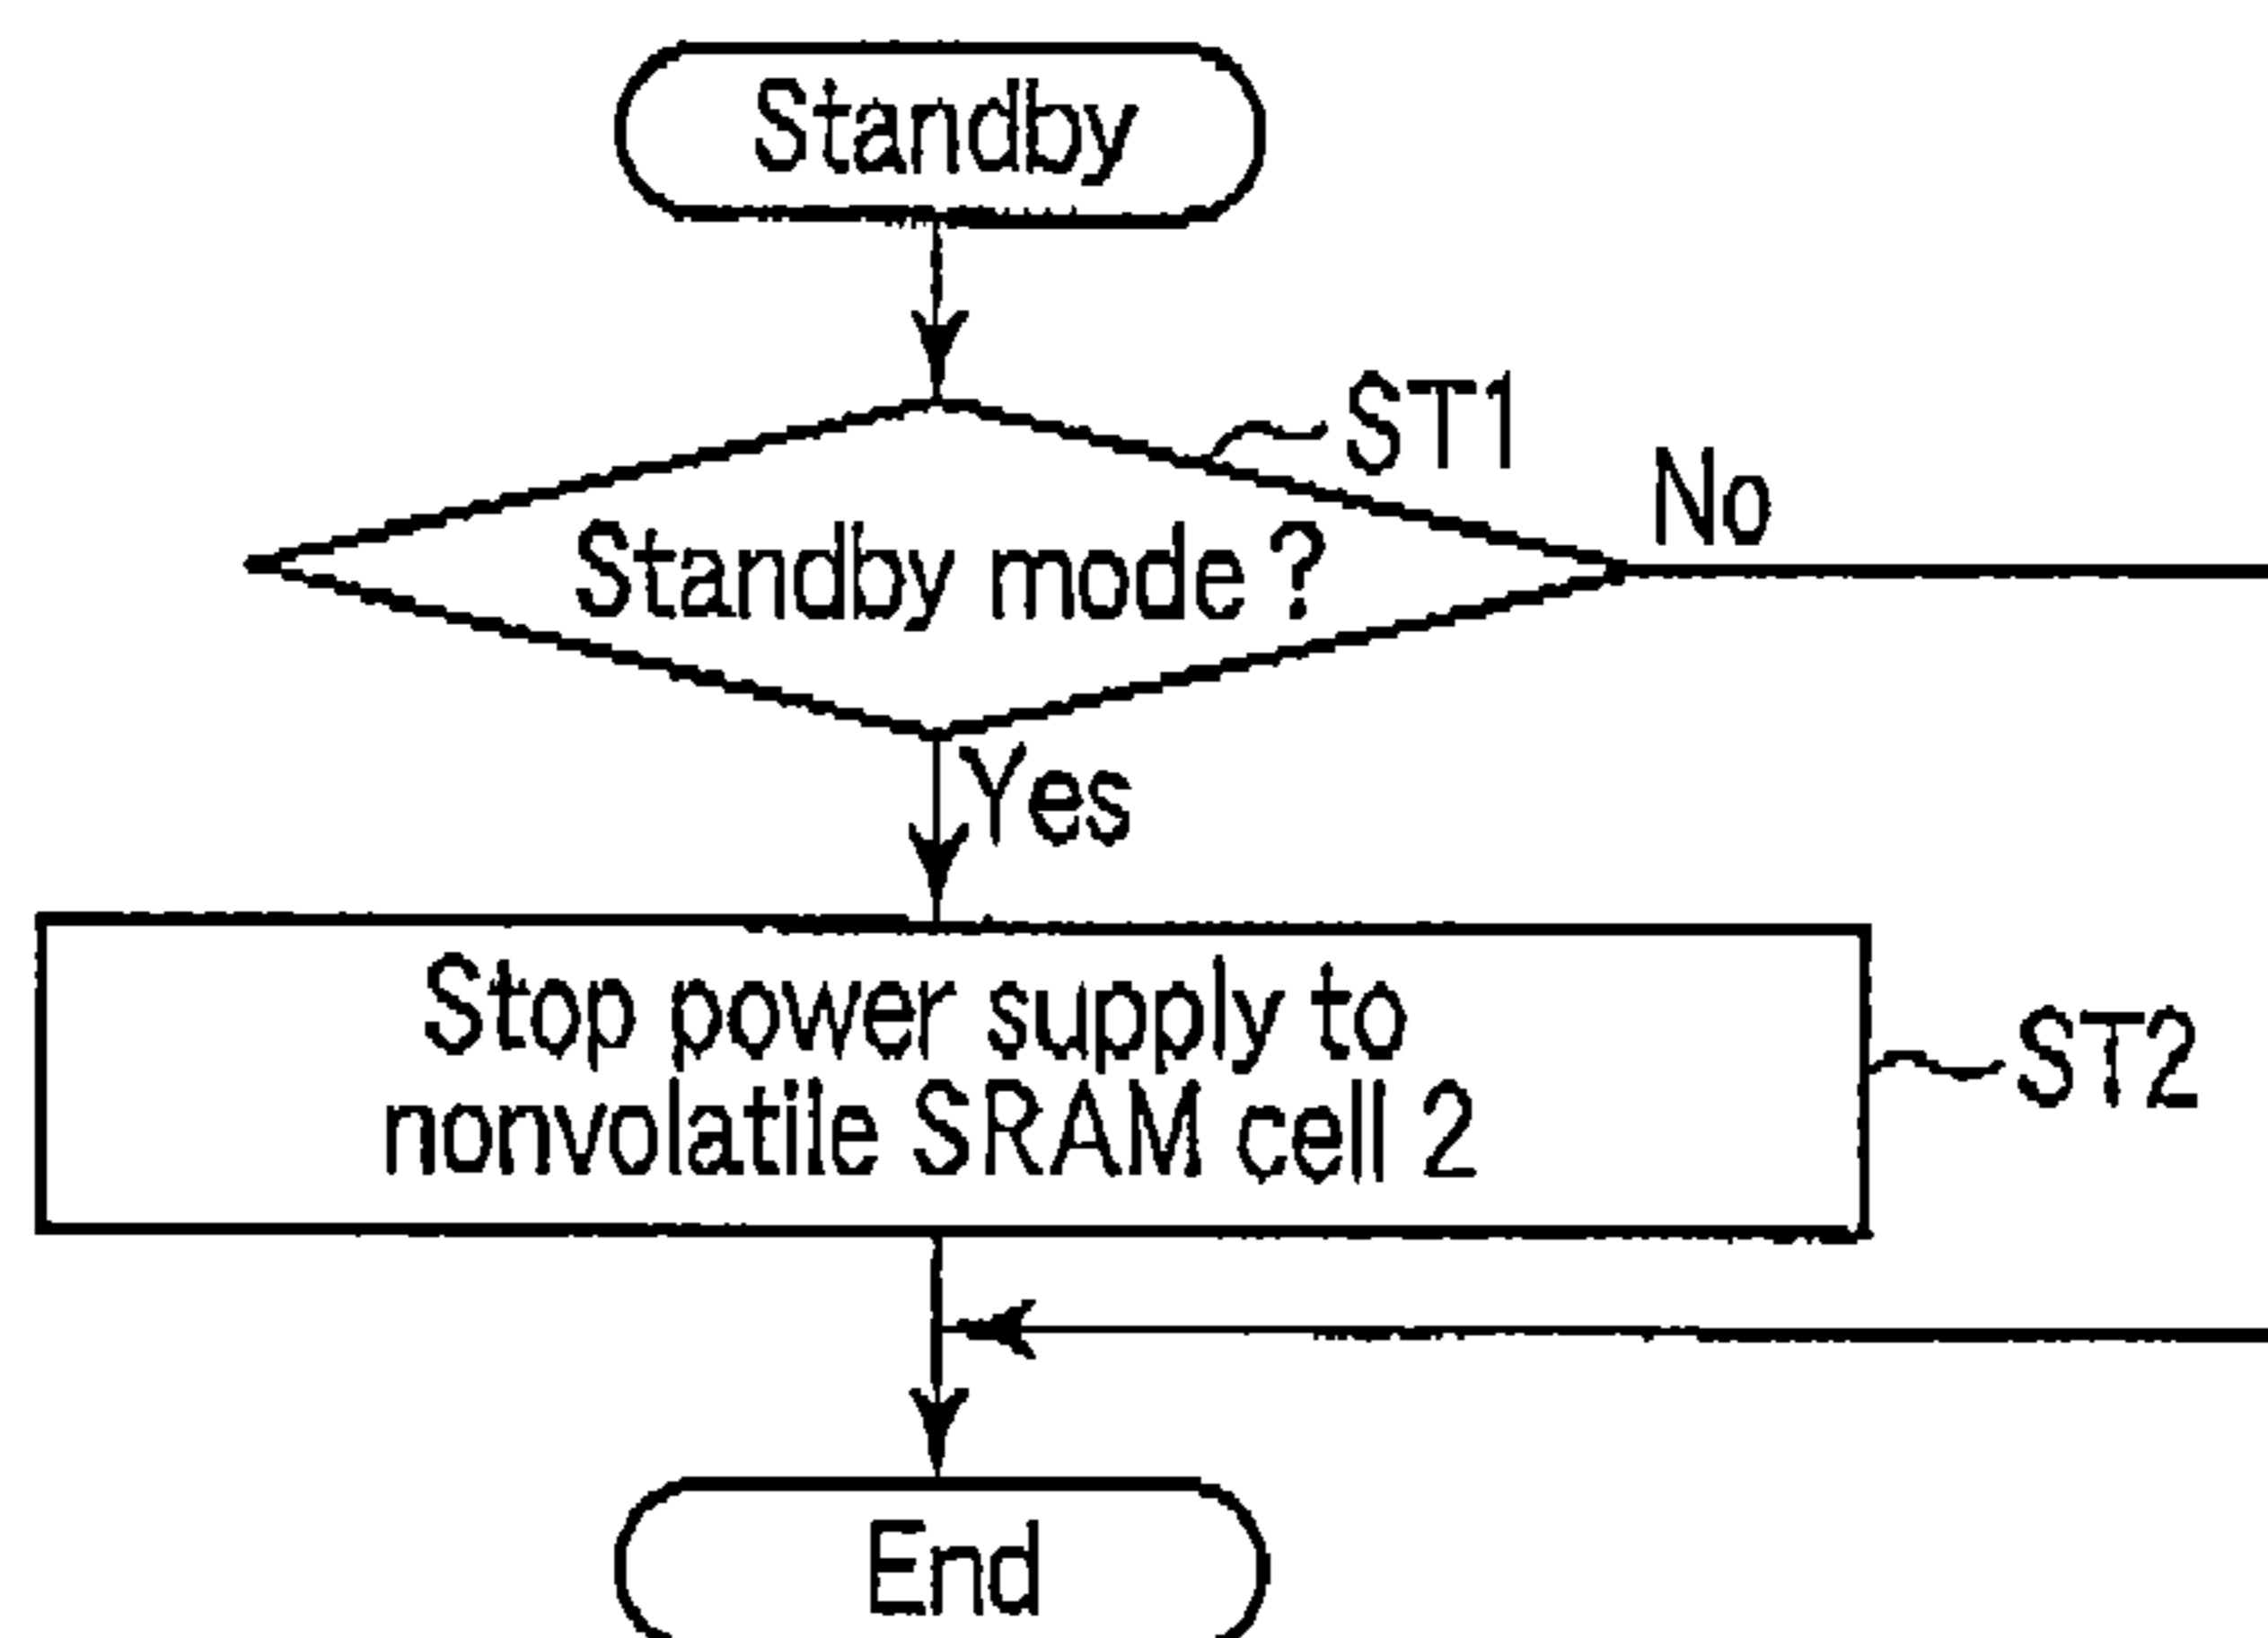 Standby
ST1
No
Standby mode ?
Yes
Stop power supply to
nonvolatile SRAM cell 2
ST2
End